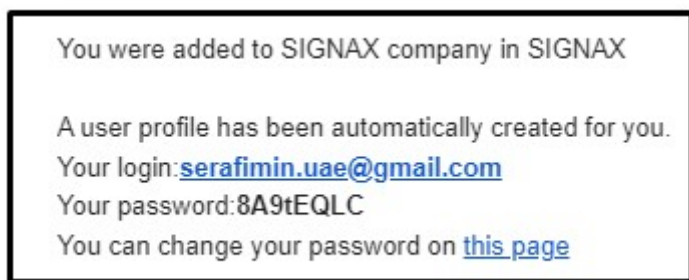 You were added to SIGNAX company in SIGNAX
A user profile has been automatically created for you.
Your login:serafimin.uae@gmail.com
Your password:8A9tEQLC
You can change your password on this page